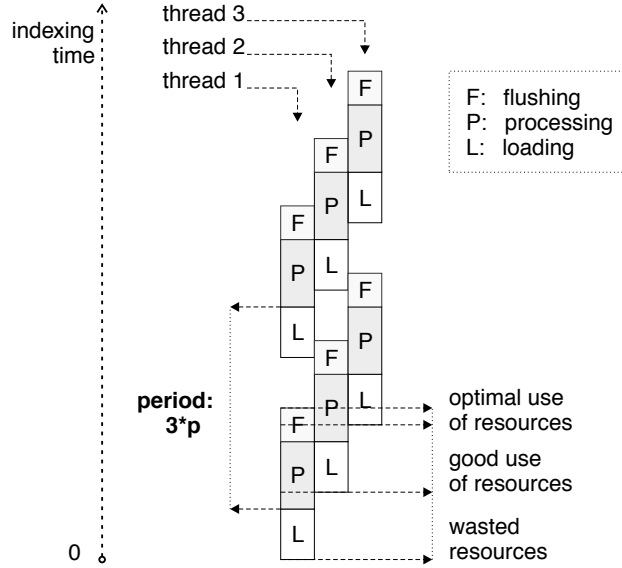 indexing
time
thread 3
thread 2
thread 1
F: flushing
P: processing
L: loading
F
P
L
F
P
L
F
P
L
F
P
L
F
P
L
F
P
L
period:
3*p
optimal use
of resources
good use
of resources
wasted
resources
0